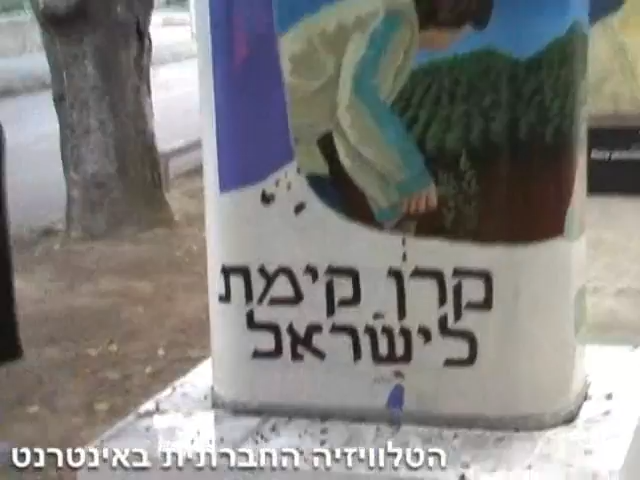 קרן קימת
לישראל
הטלוויזיה החברתית באינטרנט